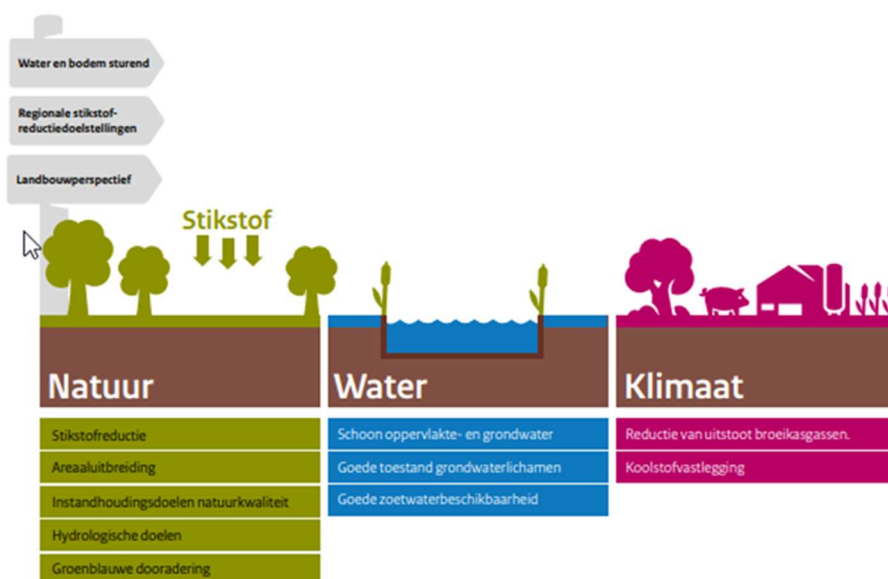 Water en bodem sturend
Regionale stikstof-
reductiedoelstellingen
Landbouwperspectief
Stikstof
Natuur
Stikstofreductie
Areaaluitbreiding
Instandhoudingsdoelen natuurkwaliteit
Hydrologische doelen
Groenblauwe dooradering
Water
Schoon oppervlakte- en grondwater
Goede toestand grondwaterlichamen
Goede zoetwaterbeschikbaarheid
Klimaat
Reductie van uitstoot broeikasgassen.
Koolstofvastlegging